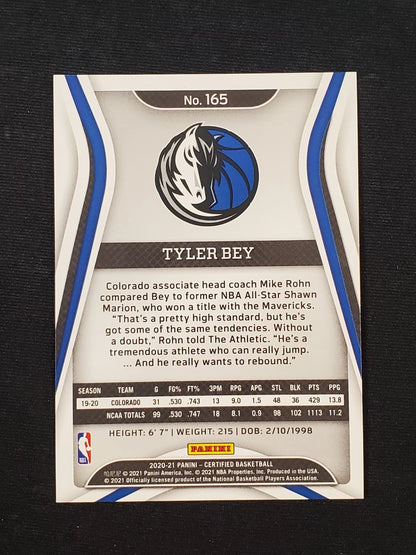 No. 165
TYLER BEY
Colorado associate head coach Mike Rohn
compared Bey to former NBA All-Star Shawn
Marion, who won a title with the Mavericks.
"That's a pretty high standard, but he's
got some of the same tendencies. Without
a doubt," Rohn told The Athletic. "He's a
tremendous athlete who can really jump.
... And he really wants to rebound."
SEASON TEAM G FG% FT% 3PM RPG APG STL BLK PTS PPG
19-20 COLORADO 31 .530 .743 13 9.0 1.5 48 36 429 13.8
NCAA TOTALS 99 .530 .737 18 8.1 0.9 98 102 1113 11.2
HEIGHT: 6' 7" | WEIGHT: 215 | DOB: 2/10/1998
PANINI
2020-21 PANINI – CERTIFIED BASKETBALL
© 2021 Panini America, Inc. © 2021 NBA Properties, Inc. Produced in the USA.
© 2021 Officially licensed product of the National Basketball Players Association.
NBA